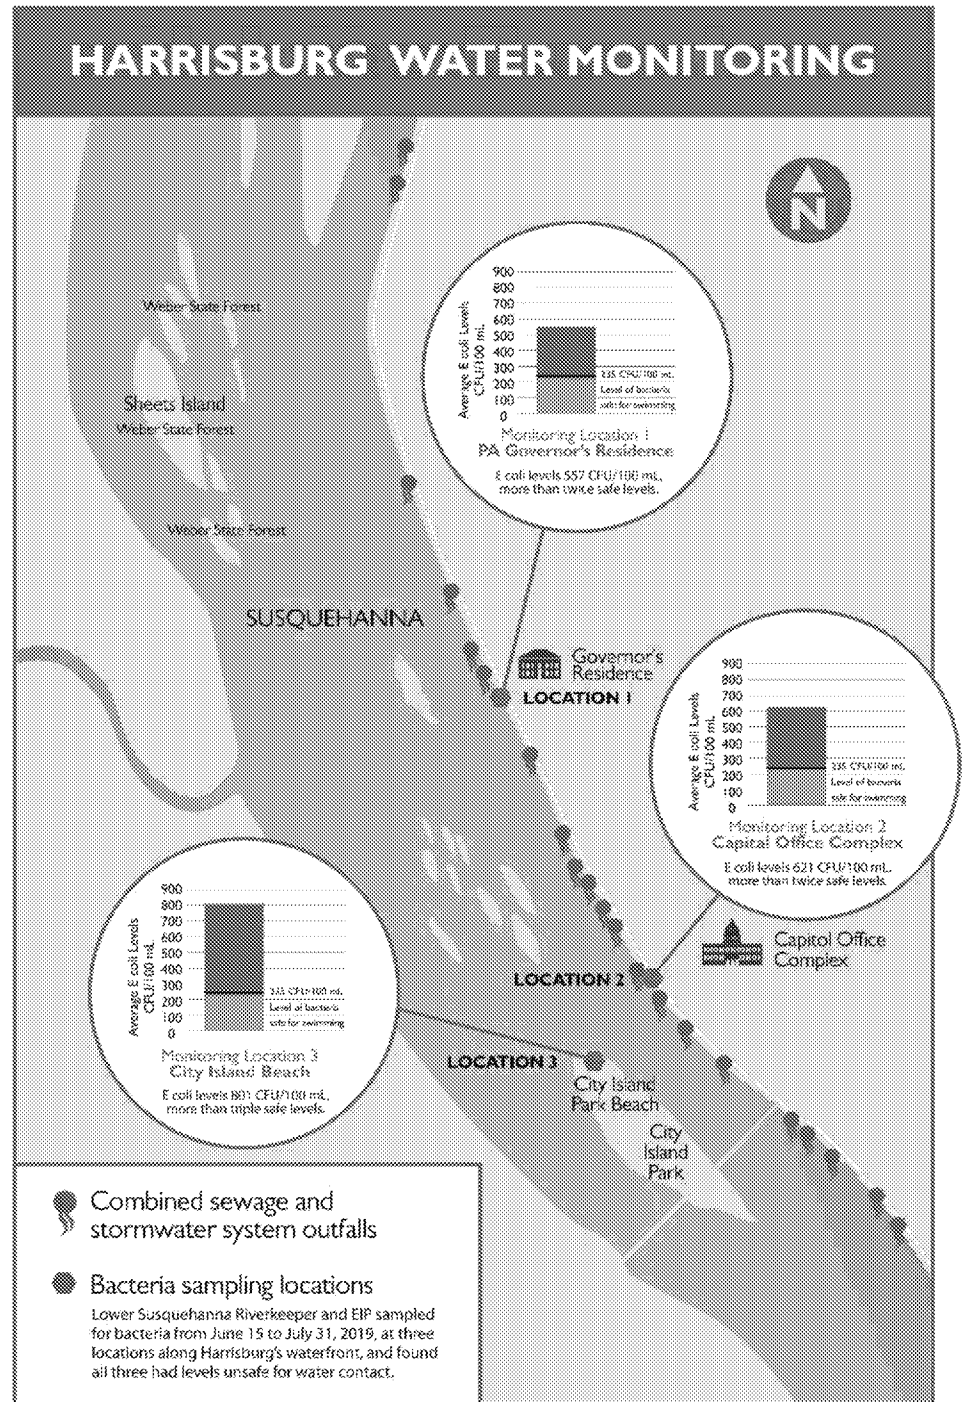 HARRISBURG WATER MONITORING
N
Weber State Forest
Sheets Island
Weber State Forest
Weber State Forest
SUSQUEHANNA
900
800
700
600
500
400
300
200
100
0
Average E coli Levels
CFU/100 mL
235 CFU/100 mL
Level of bacteria
safe for swimming
Monitoring Location 1
PA Governor's Residence
E coli levels 557 CFU/100 mL,
more than twice safe levels.
Governor's
Residence
LOCATION 1
900
800
700
600
500
400
300
200
100
0
Average E coli Levels
CFU/100 mL
235 CFU/100 mL
Level of bacteria
safe for swimming
Monitoring Location 2
Capital Office Complex
E coli levels 621 CFU/100 mL,
more than twice safe levels.
Capitol Office
Complex
LOCATION 2
900
800
700
600
500
400
300
200
100
0
Average E coli Levels
CFU/100 mL
235 CFU/100 mL
Level of bacteria
safe for swimming
Monitoring Location 3
City Island Beach
E coli levels 801 CFU/100 mL,
more than triple safe levels.
LOCATION 3
City Island
Park Beach
City
Island
Park
Combined sewage and
stormwater system outfalls
Bacteria sampling locations
Lower Susquehanna Riverkeeper and EIP sampled
for bacteria from June 15 to July 31, 2019, at three
locations along Harrisburg's waterfront, and found
all three had levels unsafe for water contact.